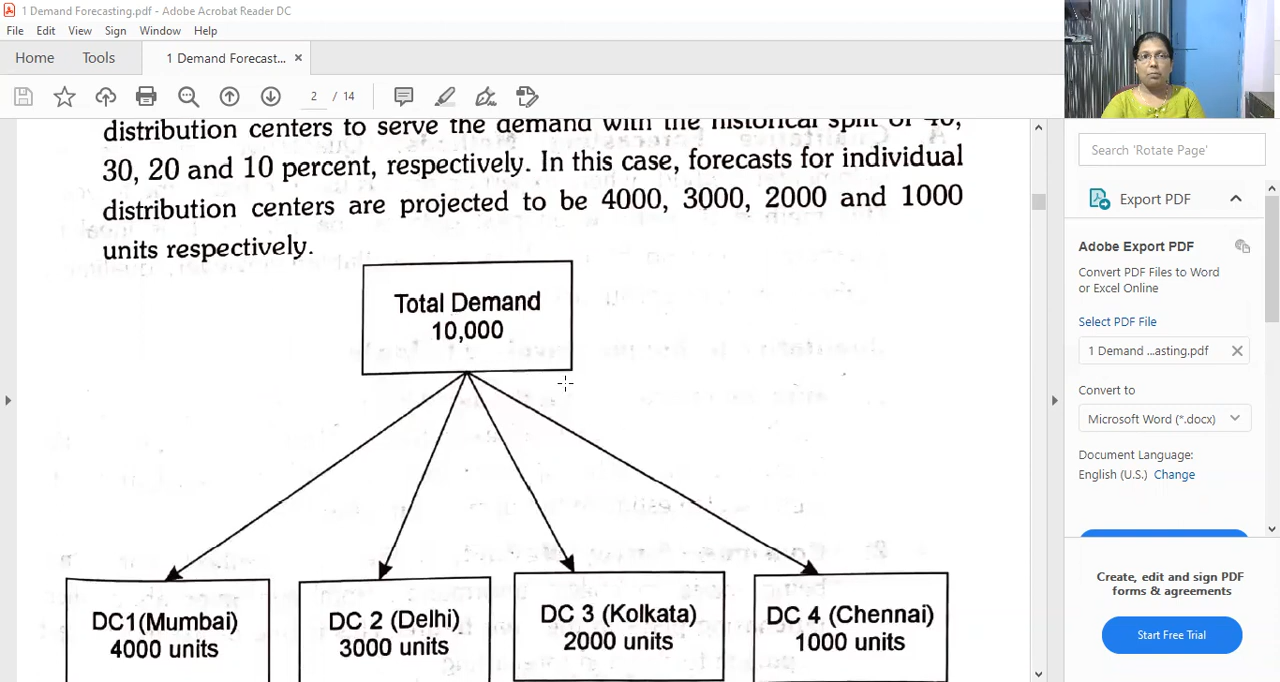 1 Demand Forecasting.pdf - Adobe Acrobat Reader DC
File Edit View Sign Window Help
Home Tools 1 Demand Forecast... ×
2 / 14
distribution centers to serve the demand with the historical split of 40,
30, 20 and 10 percent, respectively. In this case, forecasts for individual
distribution centers are projected to be 4000, 3000, 2000 and 1000
units respectively.
Total Demand
10,000
DC1(Mumbai)
4000 units
DC 2 (Delhi)
3000 units
DC 3 (Kolkata)
2000 units
DC 4 (Chennai)
1000 units
Search 'Rotate Page'
Export PDF
Adobe Export PDF
Convert PDF Files to Word
or Excel Online
Select PDF File
1 Demand ...asting.pdf
Convert to
Microsoft Word (*.docx)
Document Language:
English (U.S.) Change
Create, edit and sign PDF
forms & agreements
Start Free Trial